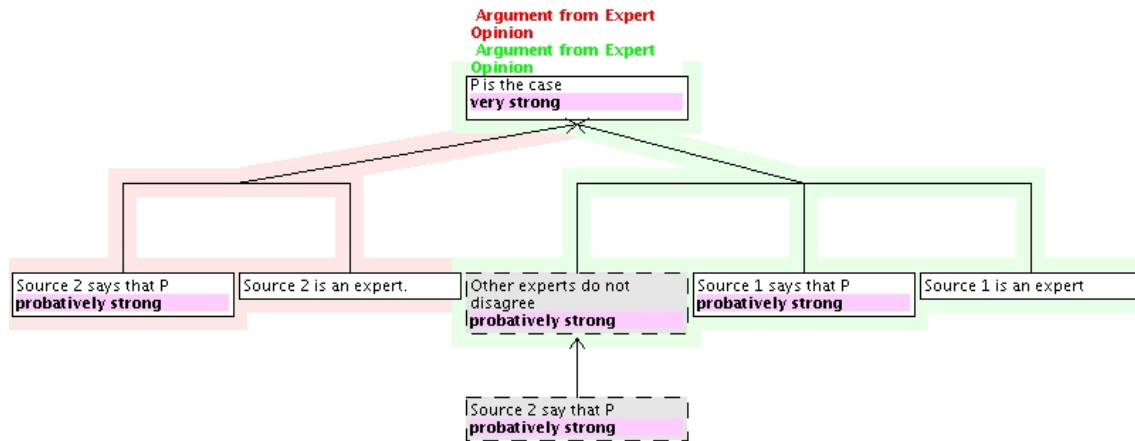 Argument from Expert
Opinion
Argument from Expert
Opinion
P is the case
very strong
Source 2 says that P
probatively strong
Source 2 is an expert.
Other experts do not
disagree
probatively strong
Source 1 says that P
probatively strong
Source 1 is an expert
Source 2 say that P
probatively strong